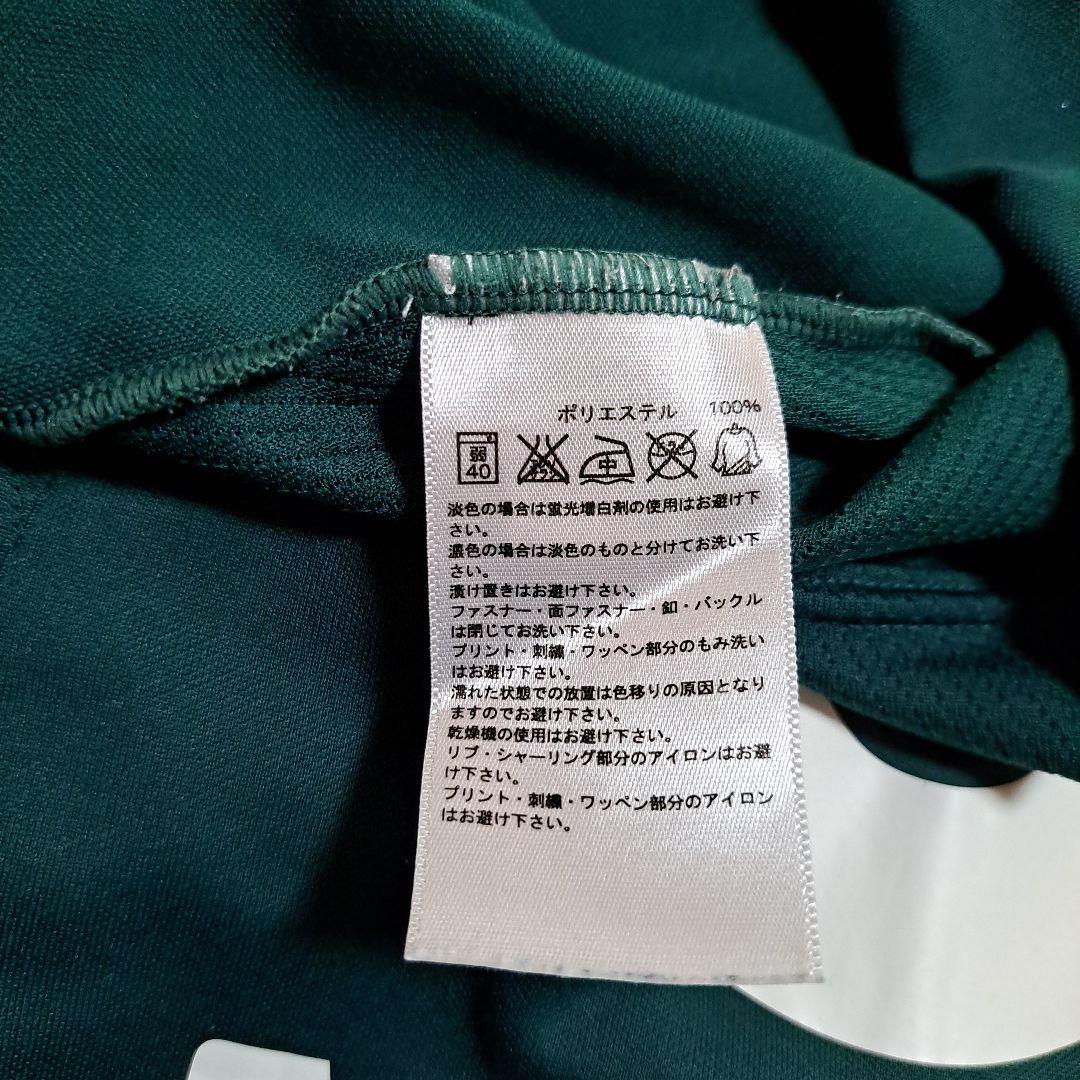 ポリエステル 100%
弱 40 中
淡色の場合は蛍光増白剤の使用はお避け下
さい。
濃色の場合は淡色のものと分けてお洗い下
さい。
漬け置きはお避け下さい。
ファスナー・面ファスナー・釦・バックル
は閉じてお洗い下さい。
プリント・刺繍・ワッペン部分のもみ洗い
はお避け下さい。
濡れた状態での放置は色移りの原因となり
ますのでお避け下さい。
乾燥機の使用はお避け下さい。
リブ・シャーリング部分のアイロンはお避
け下さい。
プリント・刺繍・ワッペン部分のアイロン
はお避け下さい。